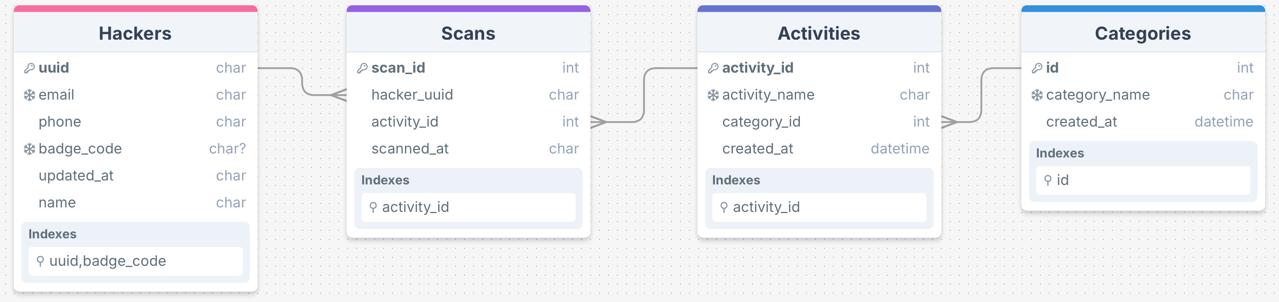 Hackers
uuid char
email char
phone char
badge_code char?
updated_at char
name char
Indexes
uuid,badge_code
Scans
scan_id int
hacker_uuid char
activity_id int
scanned_at char
Indexes
activity_id
Activities
activity_id int
activity_name char
category_id int
created_at datetime
Indexes
activity_id
Categories
id int
category_name char
created_at datetime
Indexes
id